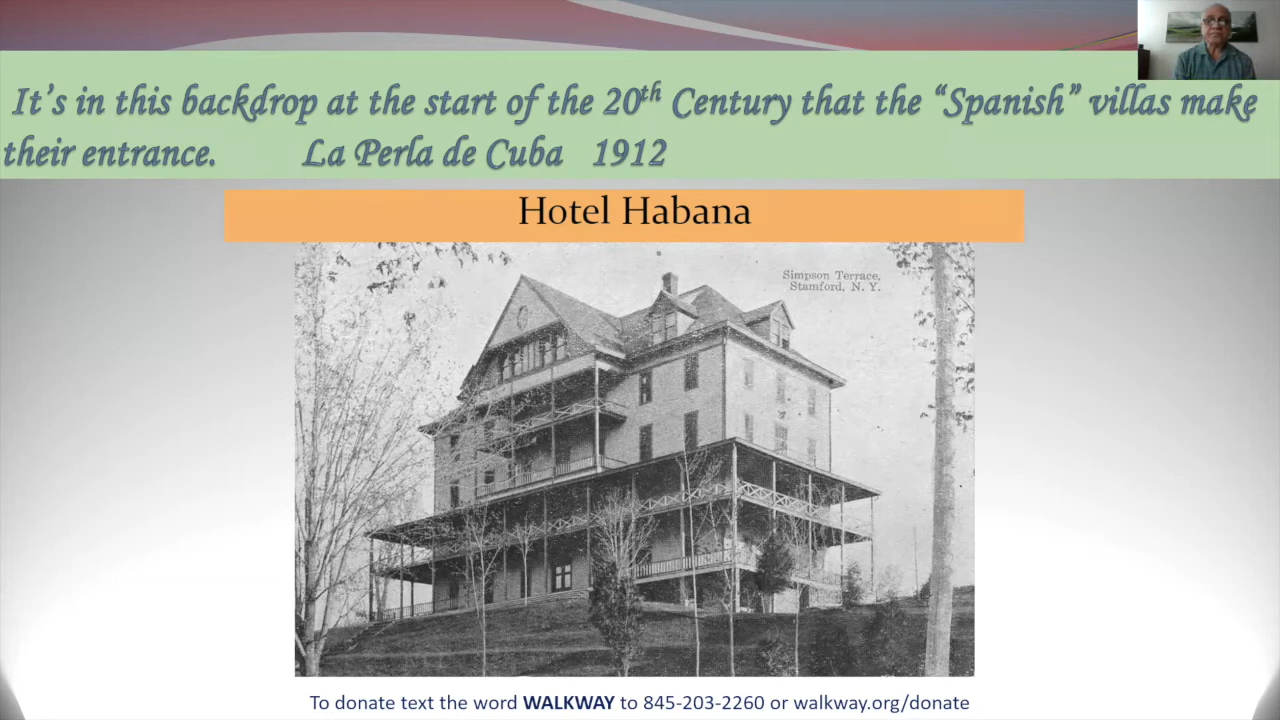 It’s in this backdrop at the start of the 20th Century that the “Spanish” villas make
their entrance. La Perla de Cuba 1912
Hotel Habana
Simpson Terrace,
Stamford, N. Y.
To donate text the word WALKWAY to 845-203-2260 or walkway.org/donate